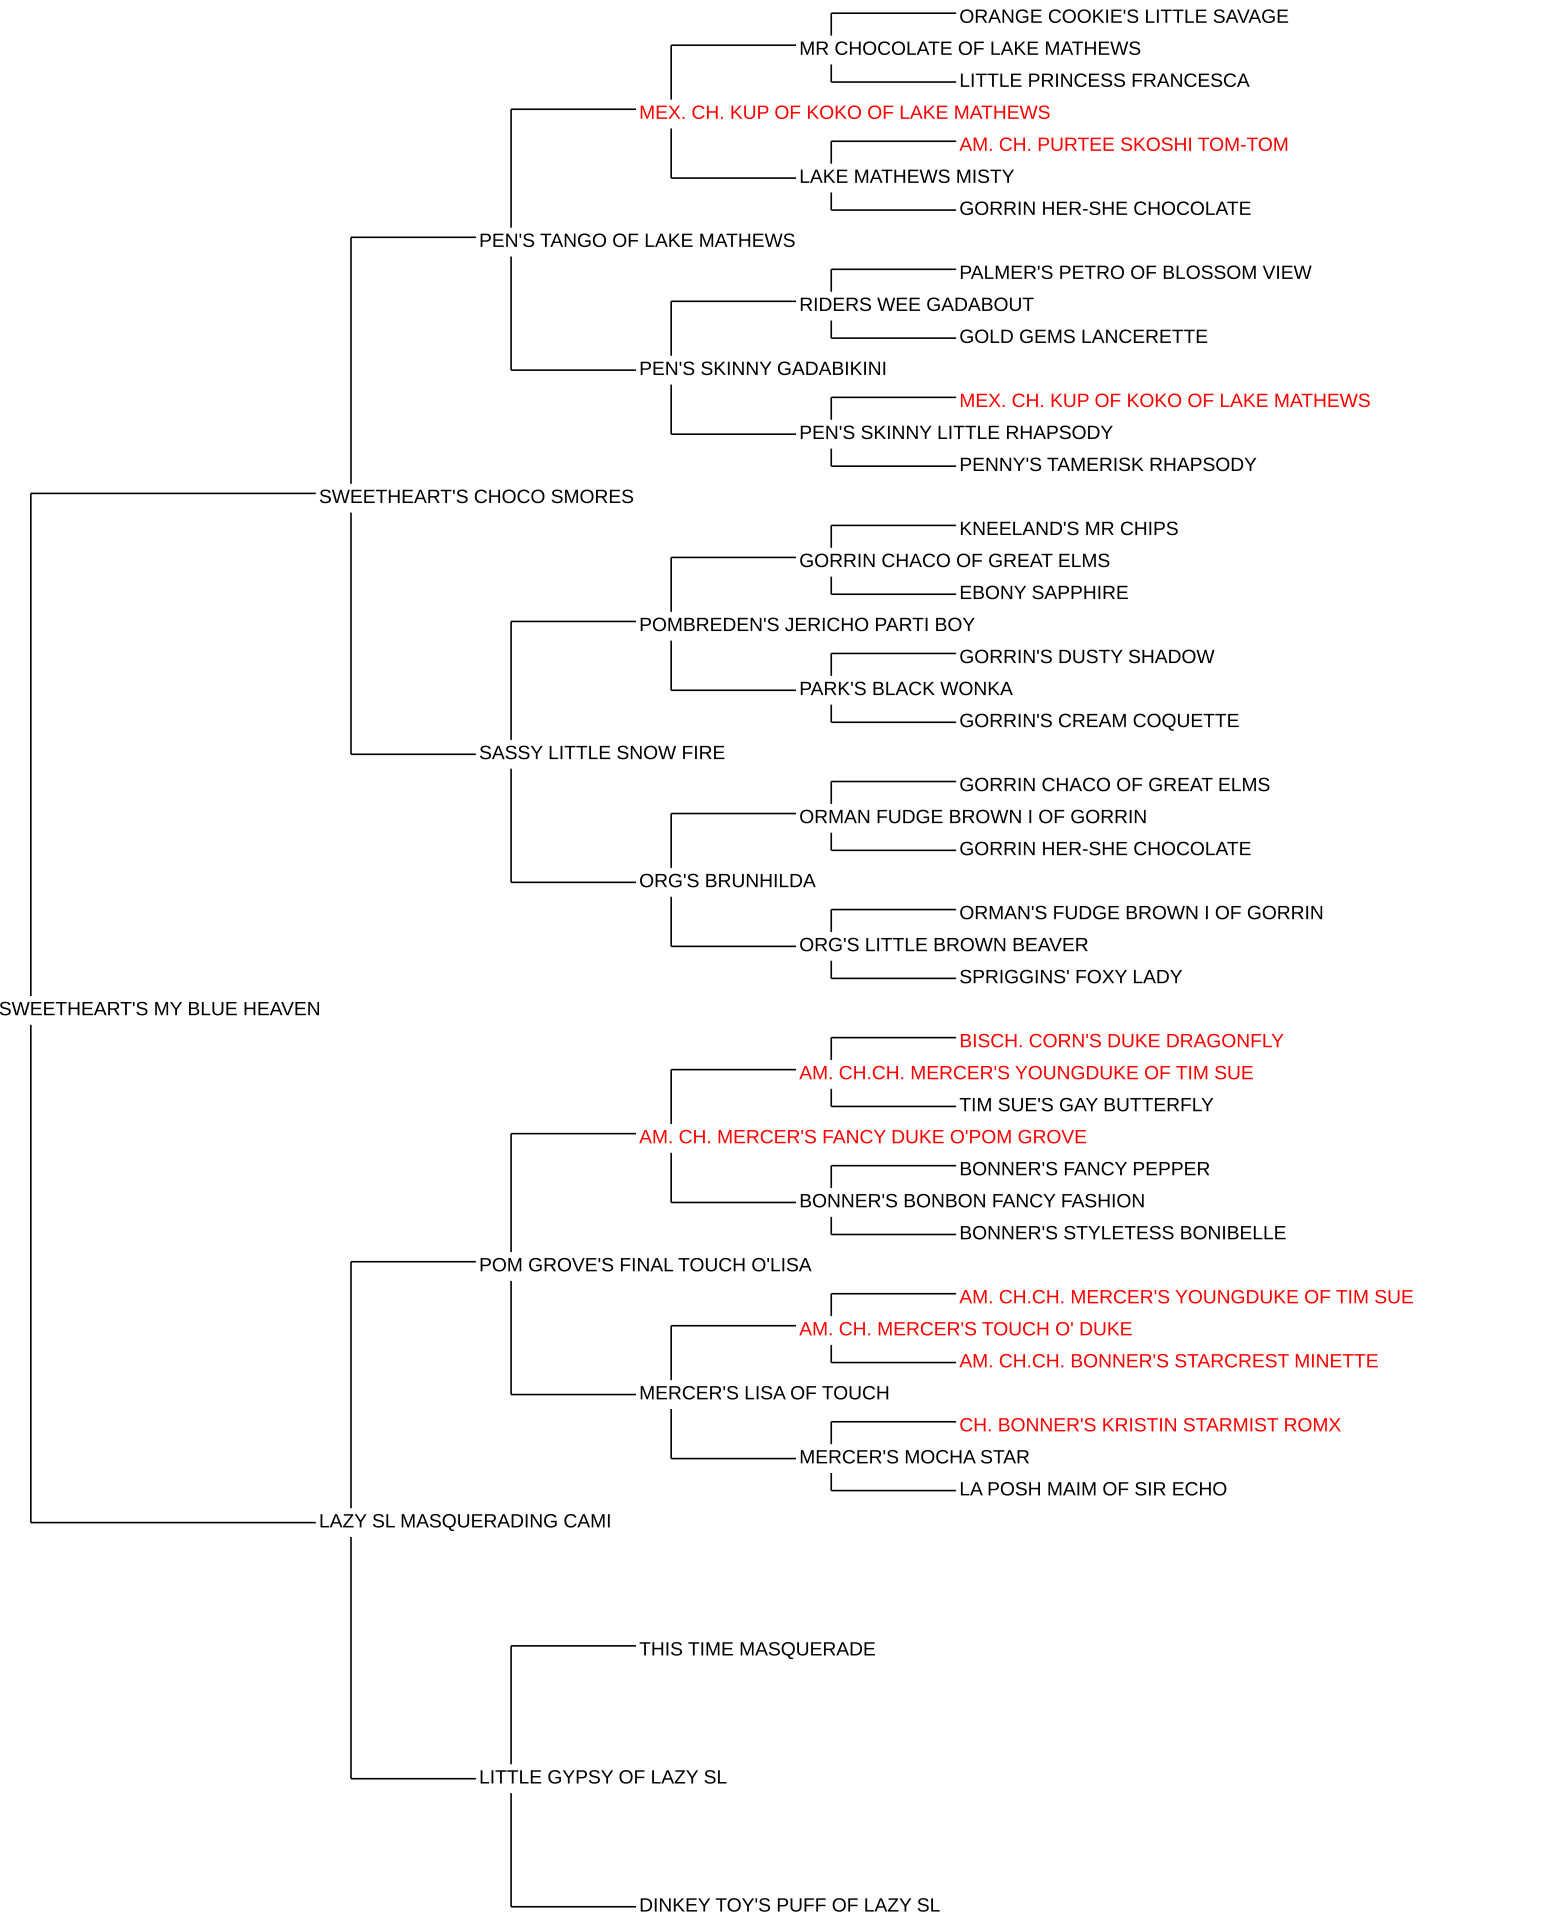 ORANGE COOKIE'S LITTLE SAVAGE
MR CHOCOLATE OF LAKE MATHEWS
LITTLE PRINCESS FRANCESCA
MEX. CH. KUP OF KOKO OF LAKE MATHEWS
AM. CH. PURTEE SKOSHI TOM-TOM
LAKE MATHEWS MISTY
GORRIN HER-SHE CHOCOLATE
PEN'S TANGO OF LAKE MATHEWS
PALMER'S PETRO OF BLOSSOM VIEW
RIDERS WEE GADABOUT
GOLD GEMS LANCERETTE
PEN'S SKINNY GADABIKINI
MEX. CH. KUP OF KOKO OF LAKE MATHEWS
PEN'S SKINNY LITTLE RHAPSODY
PENNY'S TAMERISK RHAPSODY
SWEETHEART'S CHOCO SMORES
KNEELAND'S MR CHIPS
GORRIN CHACO OF GREAT ELMS
EBONY SAPPHIRE
POMBREDEN'S JERICHO PARTI BOY
GORRIN'S DUSTY SHADOW
PARK'S BLACK WONKA
GORRIN'S CREAM COQUETTE
SASSY LITTLE SNOW FIRE
GORRIN CHACO OF GREAT ELMS
ORMAN FUDGE BROWN I OF GORRIN
GORRIN HER-SHE CHOCOLATE
ORG'S BRUNHILDA
ORMAN'S FUDGE BROWN I OF GORRIN
ORG'S LITTLE BROWN BEAVER
SPRIGGINS' FOXY LADY
SWEETHEART'S MY BLUE HEAVEN
BISCH. CORN'S DUKE DRAGONFLY
AM. CH.CH. MERCER'S YOUNGDUKE OF TIM SUE
TIM SUE'S GAY BUTTERFLY
AM. CH. MERCER'S FANCY DUKE O'POM GROVE
BONNER'S FANCY PEPPER
BONNER'S BONBON FANCY FASHION
BONNER'S STYLETESS BONIBELLE
POM GROVE'S FINAL TOUCH O'LISA
AM. CH.CH. MERCER'S YOUNGDUKE OF TIM SUE
AM. CH. MERCER'S TOUCH O' DUKE
AM. CH.CH. BONNER'S STARCREST MINETTE
MERCER'S LISA OF TOUCH
CH. BONNER'S KRISTIN STARMIST ROMX
MERCER'S MOCHA STAR
LA POSH MAIM OF SIR ECHO
LAZY SL MASQUERADING CAMI
THIS TIME MASQUERADE
LITTLE GYPSY OF LAZY SL
DINKEY TOY'S PUFF OF LAZY SL